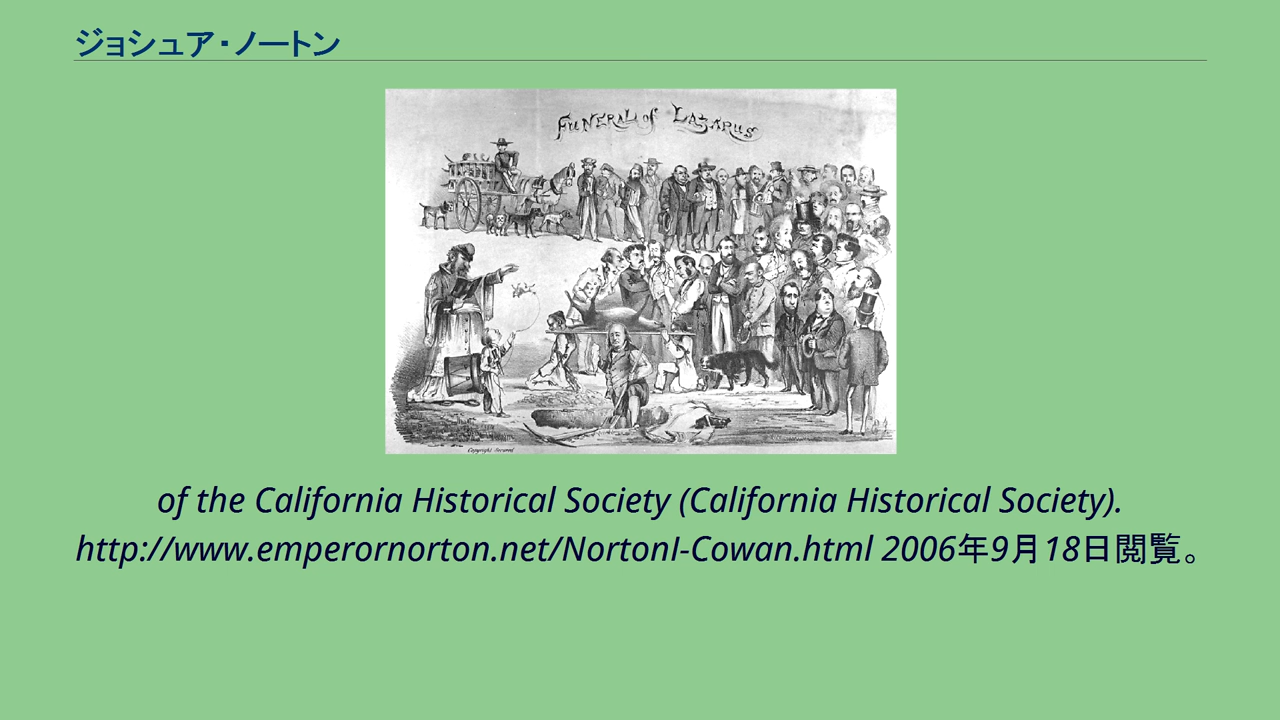 ジョシュア・ノートン
FUNERAL of LAZARUS
Copyright Secured
of the California Historical Society (California Historical Society).
http://www.emperornorton.net/NortonI-Cowan.html 2006年9月18日閲覧。